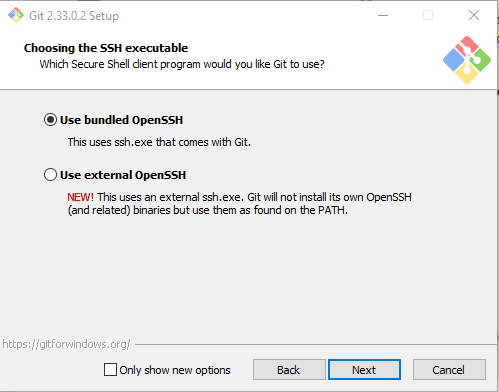 Git 2.33.0.2 Setup
Choosing the SSH executable
Which Secure Shell client program would you like Git to use?
Use bundled OpenSSH
This uses ssh.exe that comes with Git.
Use external OpenSSH
NEW! This uses an external ssh.exe. Git will not install its own OpenSSH
(and related) binaries but use them as found on the PATH.
https://gitforwindows.org/
Only show new options
Back
Next
Cancel